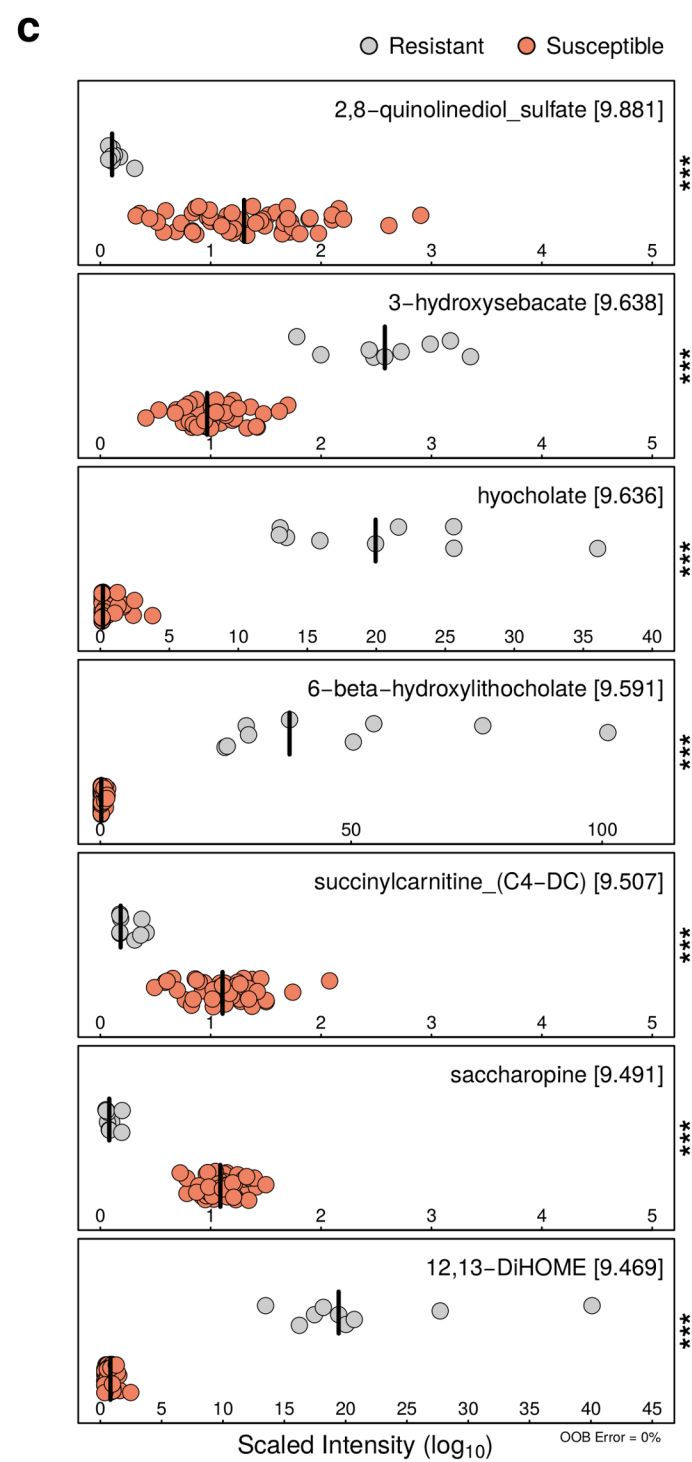 c
Resistant Susceptible
2,8−quinolinediol_sulfate [9.881]
***
0 1 2 3 4 5
3−hydroxysebacate [9.638]
***
0 1 2 3 4 5
hyocholate [9.636]
***
0 5 10 15 20 25 30 35 40
6−beta−hydroxylithocholate [9.591]
***
0 50 100
succinylcarnitine_(C4−DC) [9.507]
***
0 1 2 3 4 5
saccharopine [9.491]
***
0 1 2 3 4 5
12,13−DiHOME [9.469]
***
0 5 10 15 20 25 30 35 40 45
Scaled Intensity (log10)
OOB Error = 0%